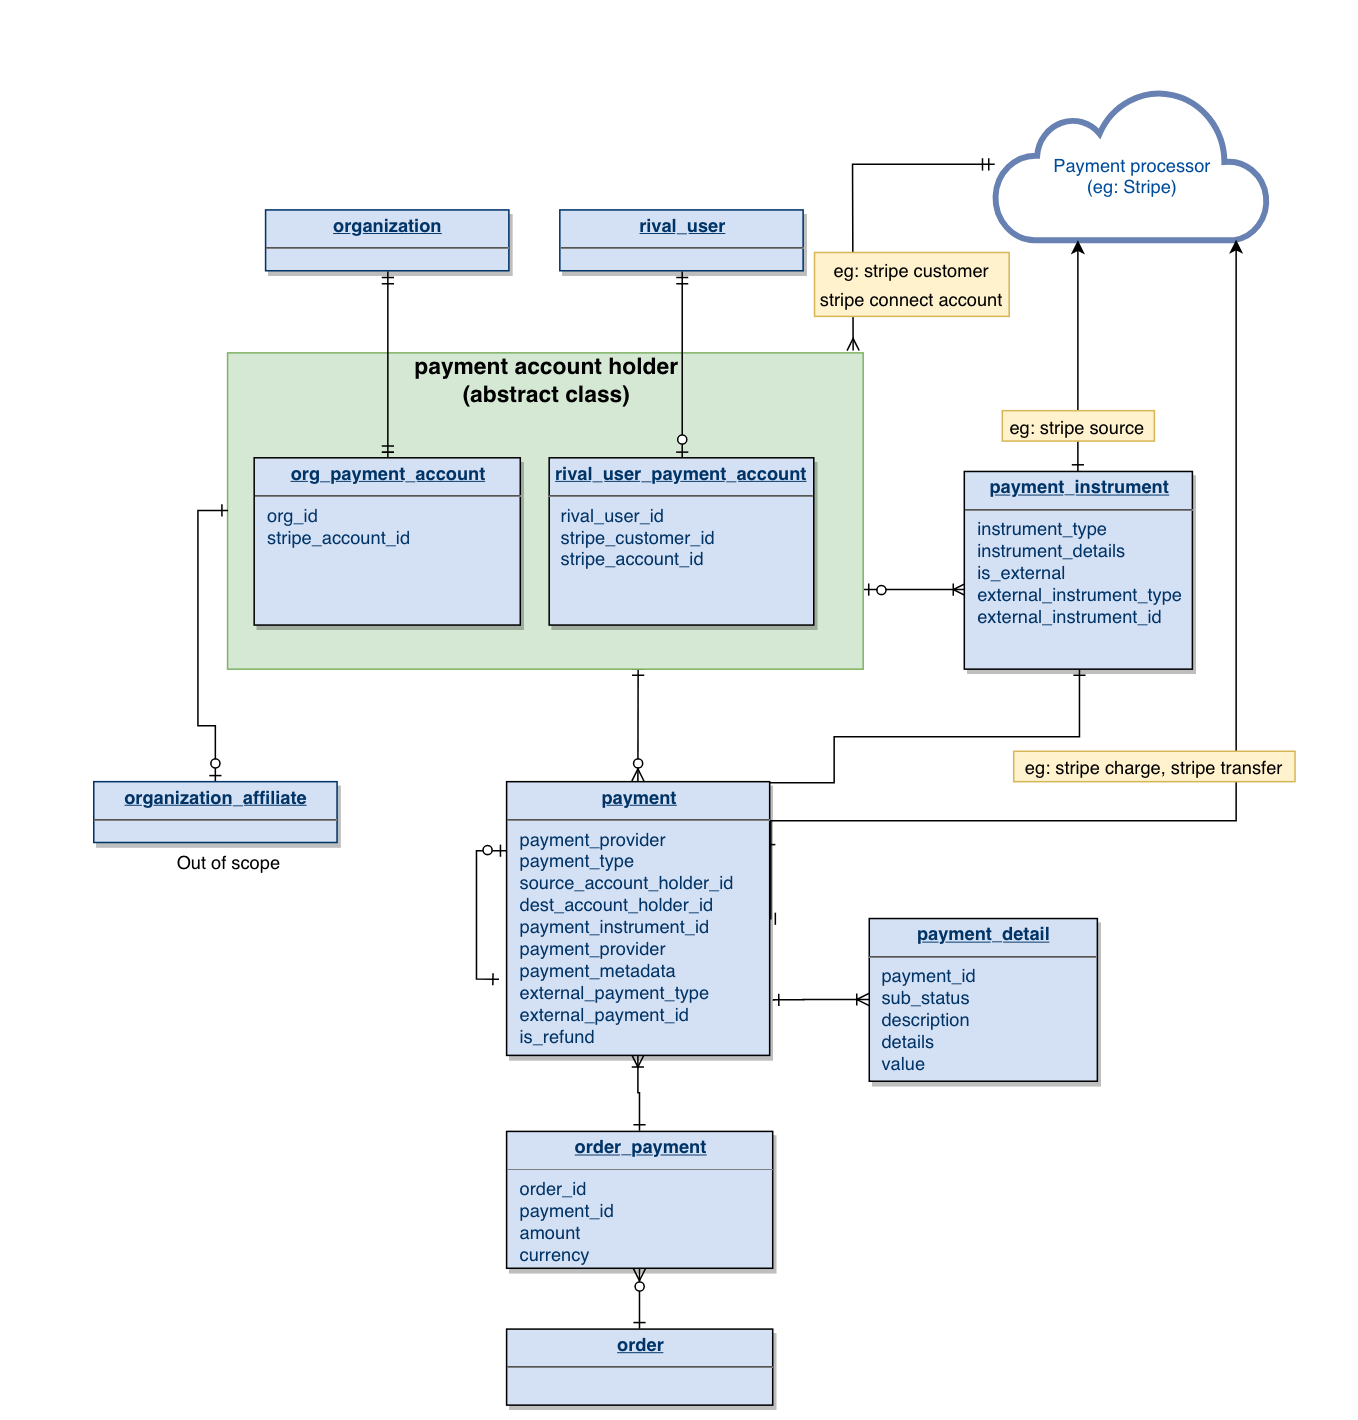 Payment processor
(eg: Stripe)
organization
rival_user
eg: stripe customer
stripe connect account
payment account holder
(abstract class)
eg: stripe source
org_payment_account
org_id
stripe_account_id
rival_user_payment_account
rival_user_id
stripe_customer_id
stripe_account_id
payment_instrument
instrument_type
instrument_details
is_external
external_instrument_type
external_instrument_id
eg: stripe charge, stripe transfer
organization_affiliate
Out of scope
payment
payment_provider
payment_type
source_account_holder_id
dest_account_holder_id
payment_instrument_id
payment_provider
payment_metadata
external_payment_type
external_payment_id
is_refund
payment_detail
payment_id
sub_status
description
details
value
order_payment
order_id
payment_id
amount
currency
order